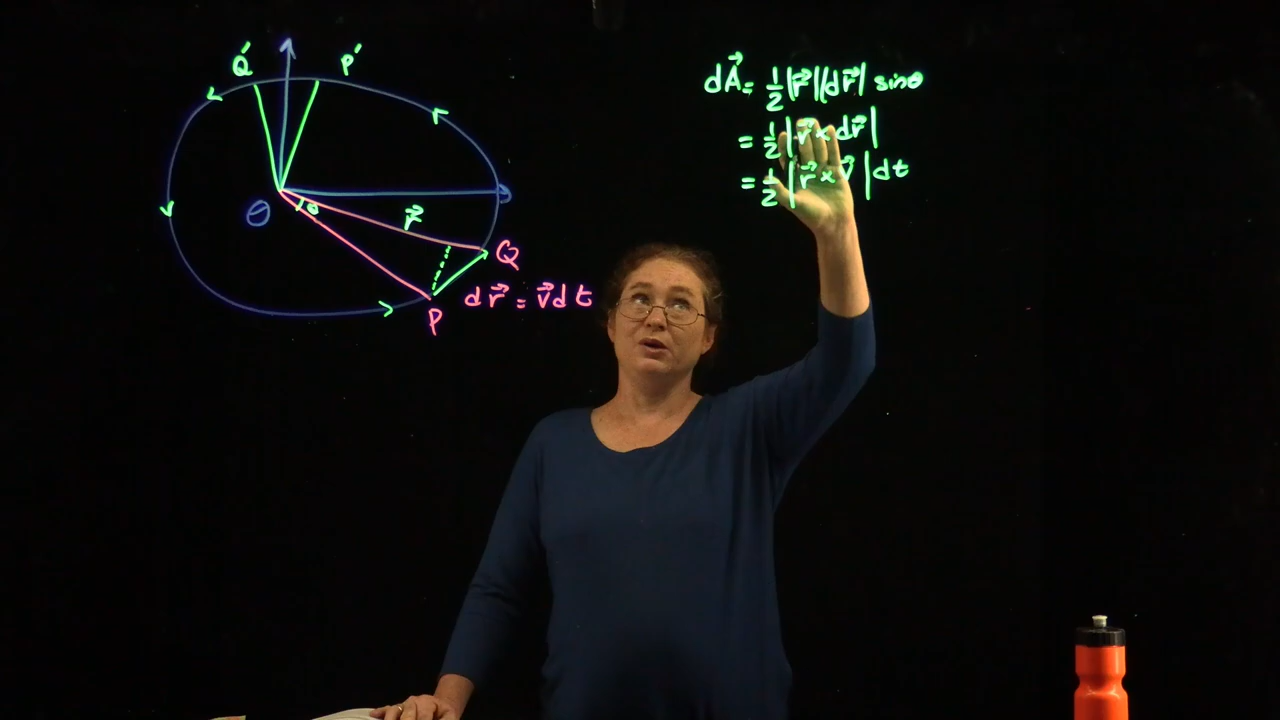 Q' P'
dA⃗ = ½|r⃗||dr⃗| sinθ
= ½|r⃗ × dr⃗|
= ½|r⃗ × v⃗|dt
O θ r⃗
Q
dr⃗ = v⃗dt
P